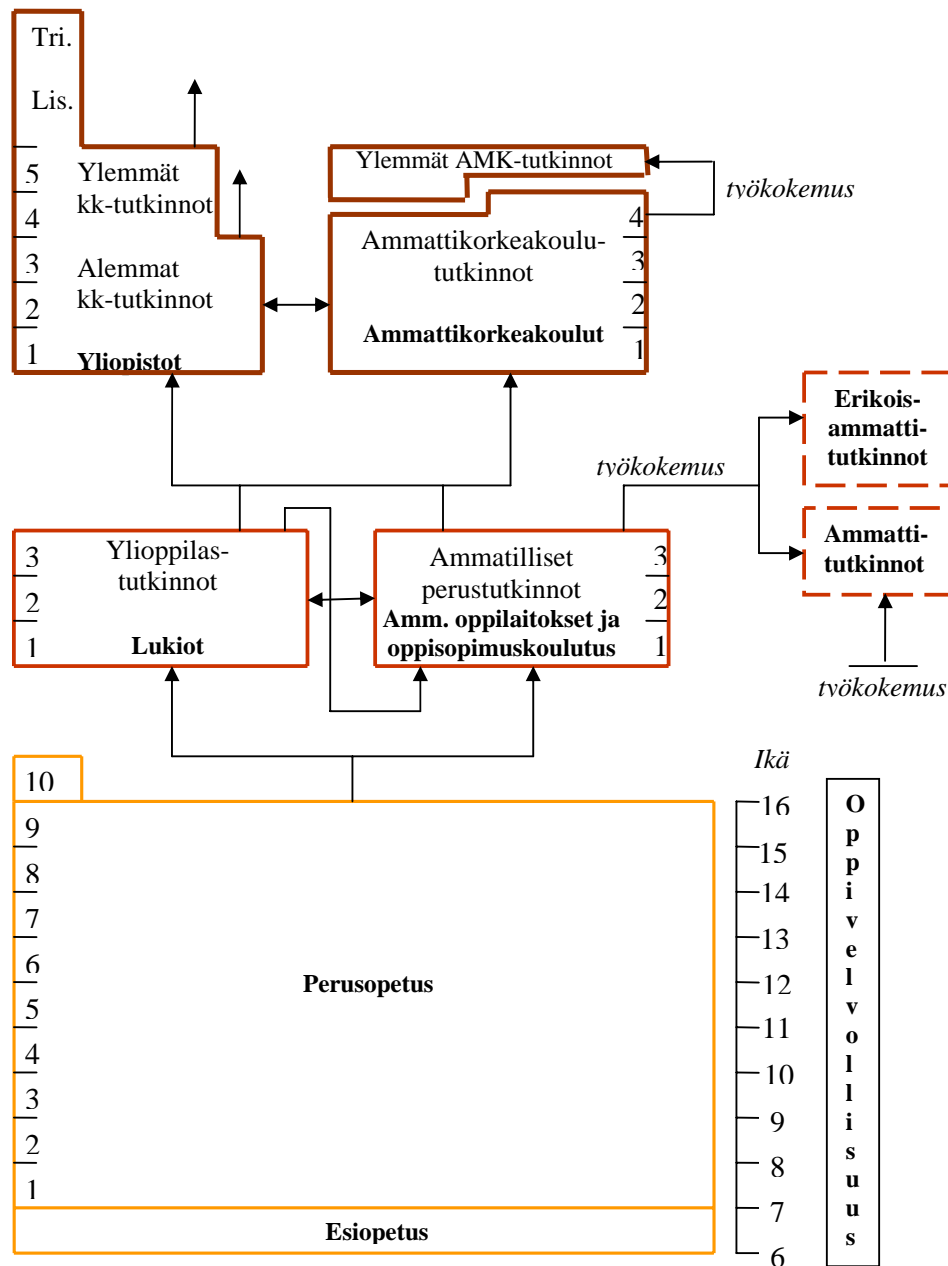 Tri.
Lis.
5
4
3
2
1
Ylemmät
kk-tutkinnot
Alemmat
kk-tutkinnot
Yliopistot
Ylemmät AMK-tutkinnot
työkokemus
Ammattikorkeakoulu-
tutkinnot
Ammattikorkeakoulut
4
3
2
1
Erikois-
ammatti-
tutkinnot
työkokemus
Ammatti-
tutkinnot
työkokemus
3
2
1
Ylioppilas-
tutkinnot
Lukiot
Ammatilliset
perustutkinnot
Amm. oppilaitokset ja
oppisopimuskoulutus
3
2
1
10
9
8
7
6
5
4
3
2
1
Perusopetus
Esiopetus
Ikä
16
15
14
13
12
11
10
9
8
7
6
O
p
p
i
v
e
l
v
o
l
l
i
s
u
u
s